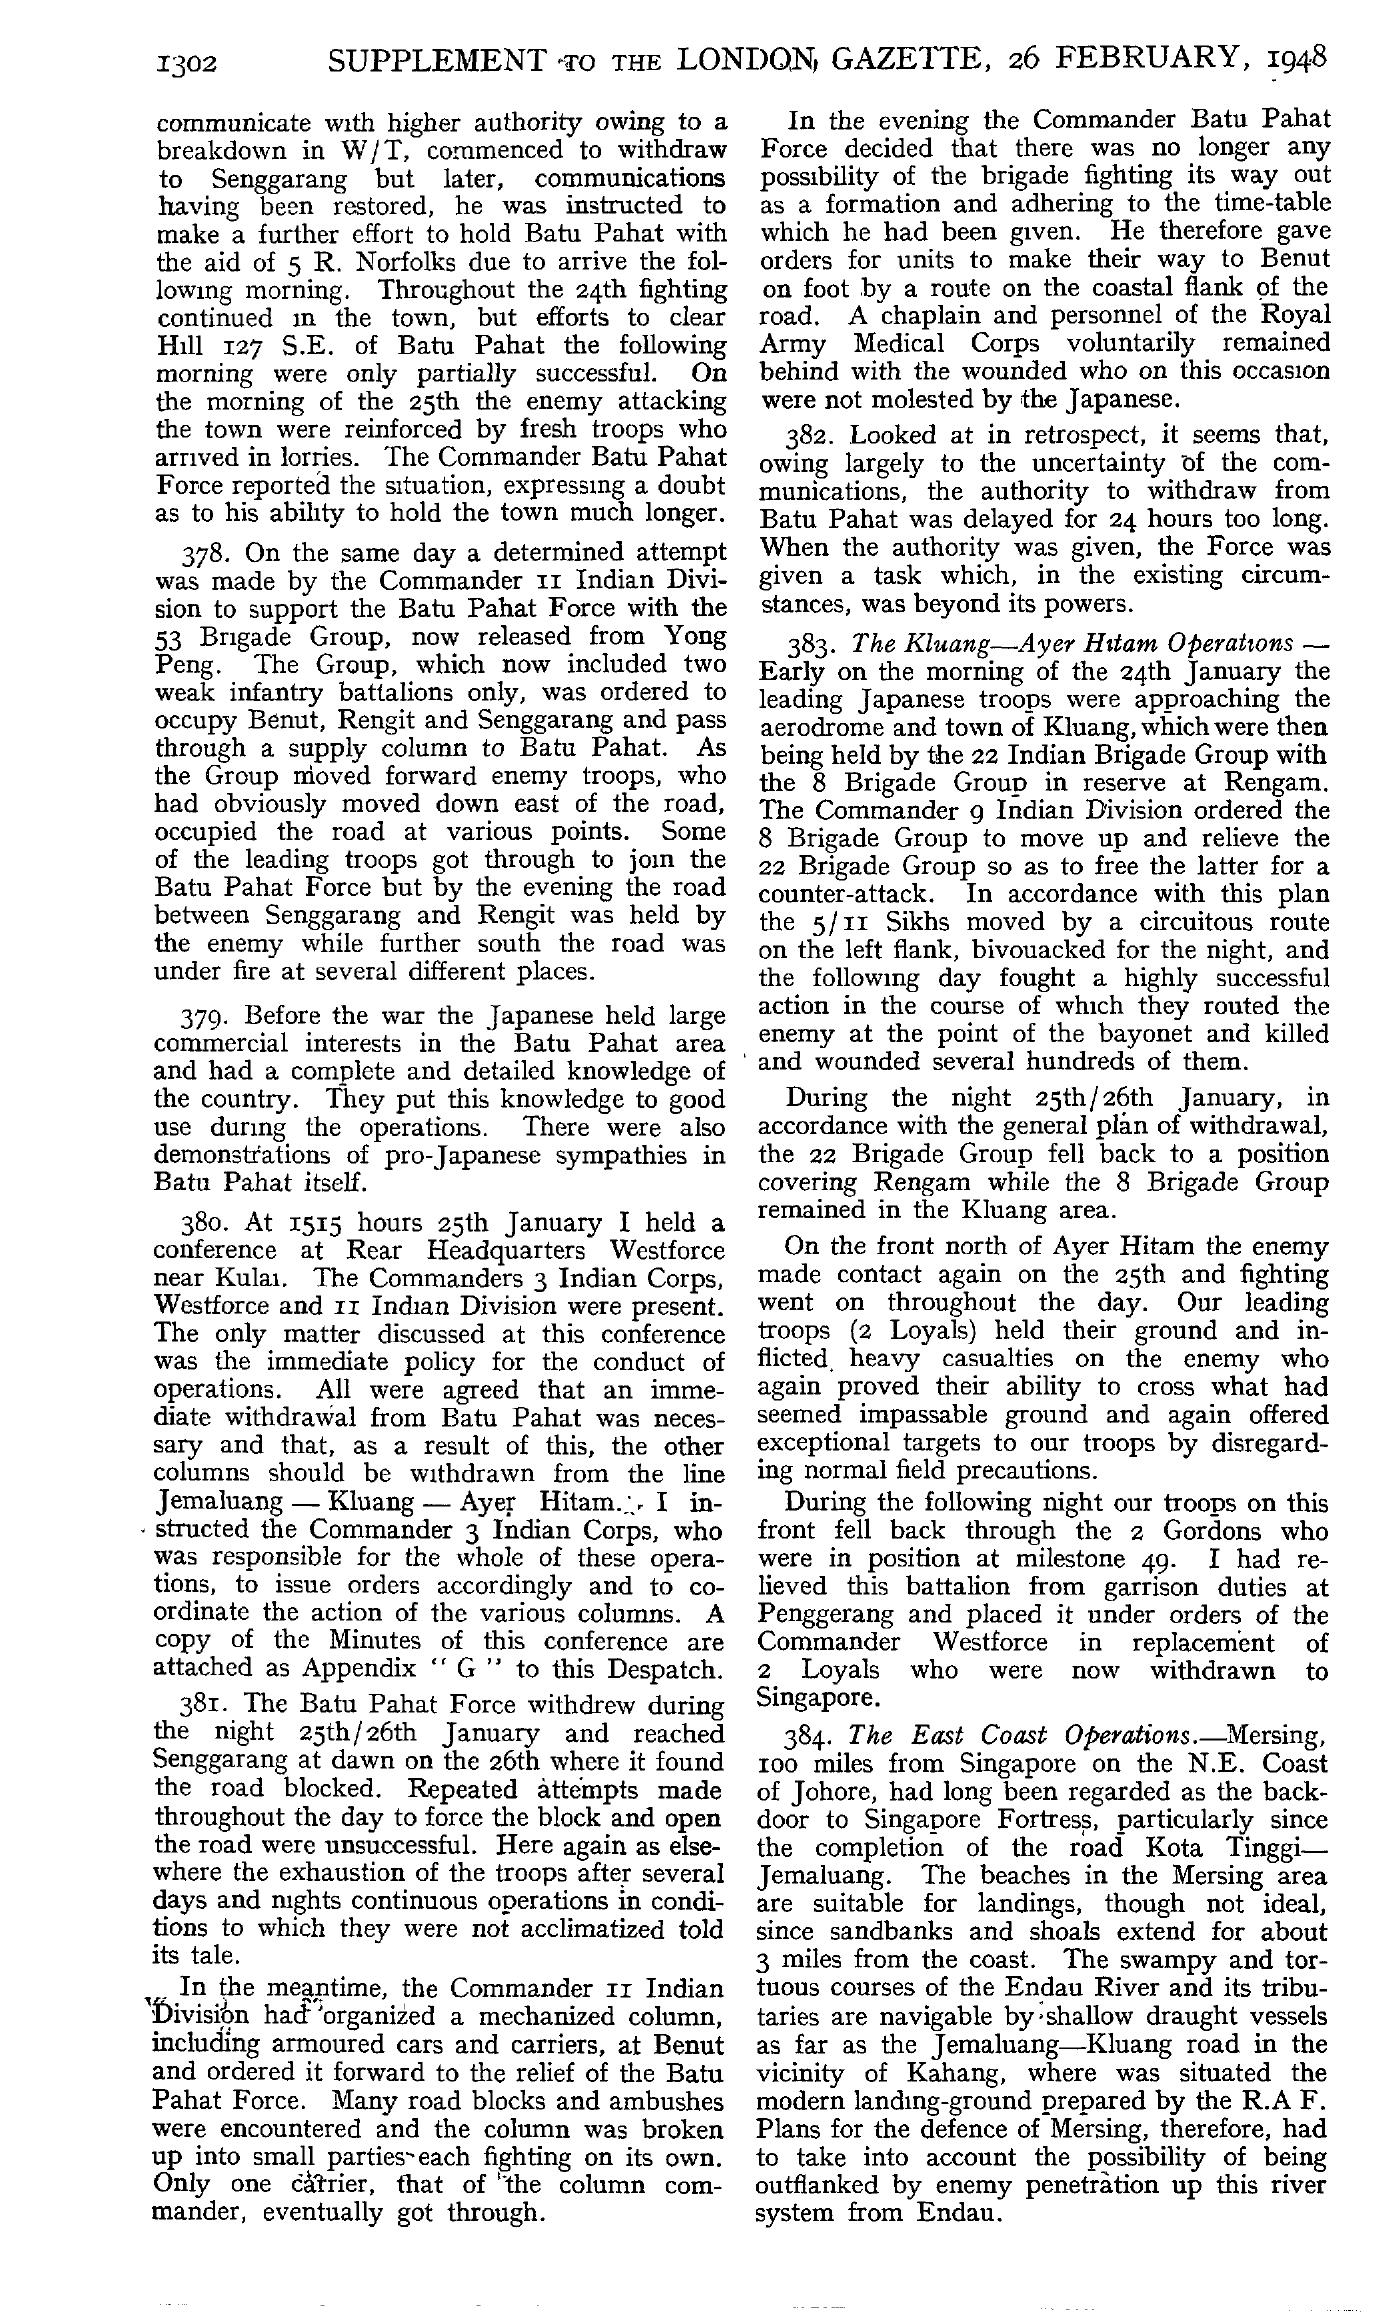 1302 SUPPLEMENT TO THE LONDON GAZETTE, 26 FEBRUARY, 1948
communicate with higher authority owing to a
breakdown in W/T, commenced to withdraw
to Senggarang but later, communications
having been restored, he was instructed to
make a further effort to hold Batu Pahat with
the aid of 5 R. Norfolks due to arrive the fol-
lowing morning. Throughout the 24th fighting
continued in the town, but efforts to clear
Hill 127 S.E. of Batu Pahat the following
morning were only partially successful. On
the morning of the 25th the enemy attacking
the town were reinforced by fresh troops who
arrived in lorries. The Commander Batu Pahat
Force reported the situation, expressing a doubt
as to his ability to hold the town much longer.
378. On the same day a determined attempt
was made by the Commander 11 Indian Divi-
sion to support the Batu Pahat Force with the
53 Brigade Group, now released from Yong
Peng. The Group, which now included two
weak infantry battalions only, was ordered to
occupy Benut, Rengit and Senggarang and pass
through a supply column to Batu Pahat. As
the Group moved forward enemy troops, who
had obviously moved down east of the road,
occupied the road at various points. Some
of the leading troops got through to join the
Batu Pahat Force but by the evening the road
between Senggarang and Rengit was held by
the enemy while further south the road was
under fire at several different places.
379. Before the war the Japanese held large
commercial interests in the Batu Pahat area
and had a complete and detailed knowledge of
the country. They put this knowledge to good
use during the operations. There were also
demonstrations of pro-Japanese sympathies in
Batu Pahat itself.
380. At 1515 hours 25th January I held a
conference at Rear Headquarters Westforce
near Kulai. The Commanders 3 Indian Corps,
Westforce and 11 Indian Division were present.
The only matter discussed at this conference
was the immediate policy for the conduct of
operations. All were agreed that an imme-
diate withdrawal from Batu Pahat was neces-
sary and that, as a result of this, the other
columns should be withdrawn from the line
Jemaluang — Kluang — Ayer Hitam. I in-
structed the Commander 3 Indian Corps, who
was responsible for the whole of these opera-
tions, to issue orders accordingly and to co-
ordinate the action of the various columns. A
copy of the Minutes of this conference are
attached as Appendix " G " to this Despatch.
381. The Batu Pahat Force withdrew during
the night 25th/26th January and reached
Senggarang at dawn on the 26th where it found
the road blocked. Repeated attempts made
throughout the day to force the block and open
the road were unsuccessful. Here again as else-
where the exhaustion of the troops after several
days and nights continuous operations in condi-
tions to which they were not acclimatized told
its tale.
In the meantime, the Commander 11 Indian
Division had organized a mechanized column,
including armoured cars and carriers, at Benut
and ordered it forward to the relief of the Batu
Pahat Force. Many road blocks and ambushes
were encountered and the column was broken
up into small parties each fighting on its own.
Only one carrier, that of the column com-
mander, eventually got through.
In the evening the Commander Batu Pahat
Force decided that there was no longer any
possibility of the brigade fighting its way out
as a formation and adhering to the time-table
which he had been given. He therefore gave
orders for units to make their way to Benut
on foot by a route on the coastal flank of the
road. A chaplain and personnel of the Royal
Army Medical Corps voluntarily remained
behind with the wounded who on this occasion
were not molested by the Japanese.
382. Looked at in retrospect, it seems that,
owing largely to the uncertainty of the com-
munications, the authority to withdraw from
Batu Pahat was delayed for 24 hours too long.
When the authority was given, the Force was
given a task which, in the existing circum-
stances, was beyond its powers.
383. The Kluang—Ayer Hitam Operations —
Early on the morning of the 24th January the
leading Japanese troops were approaching the
aerodrome and town of Kluang, which were then
being held by the 22 Indian Brigade Group with
the 8 Brigade Group in reserve at Rengam.
The Commander 9 Indian Division ordered the
8 Brigade Group to move up and relieve the
22 Brigade Group so as to free the latter for a
counter-attack. In accordance with this plan
the 5/11 Sikhs moved by a circuitous route
on the left flank, bivouacked for the night, and
the following day fought a highly successful
action in the course of which they routed the
enemy at the point of the bayonet and killed
and wounded several hundreds of them.
During the night 25th/26th January, in
accordance with the general plan of withdrawal,
the 22 Brigade Group fell back to a position
covering Rengam while the 8 Brigade Group
remained in the Kluang area.
On the front north of Ayer Hitam the enemy
made contact again on the 25th and fighting
went on throughout the day. Our leading
troops (2 Loyals) held their ground and in-
flicted heavy casualties on the enemy who
again proved their ability to cross what had
seemed impassable ground and again offered
exceptional targets to our troops by disregard-
ing normal field precautions.
During the following night our troops on this
front fell back through the 2 Gordons who
were in position at milestone 49. I had re-
lieved this battalion from garrison duties at
Penggerang and placed it under orders of the
Commander Westforce in replacement of
2 Loyals who were now withdrawn to
Singapore.
384. The East Coast Operations.—Mersing,
100 miles from Singapore on the N.E. Coast
of Johore, had long been regarded as the back-
door to Singapore Fortress, particularly since
the completion of the road Kota Tinggi—
Jemaluang. The beaches in the Mersing area
are suitable for landings, though not ideal,
since sandbanks and shoals extend for about
3 miles from the coast. The swampy and tor-
tuous courses of the Endau River and its tribu-
taries are navigable by shallow draught vessels
as far as the Jemaluang—Kluang road in the
vicinity of Kahang, where was situated the
modern landing-ground prepared by the R.A F.
Plans for the defence of Mersing, therefore, had
to take into account the possibility of being
outflanked by enemy penetration up this river
system from Endau.